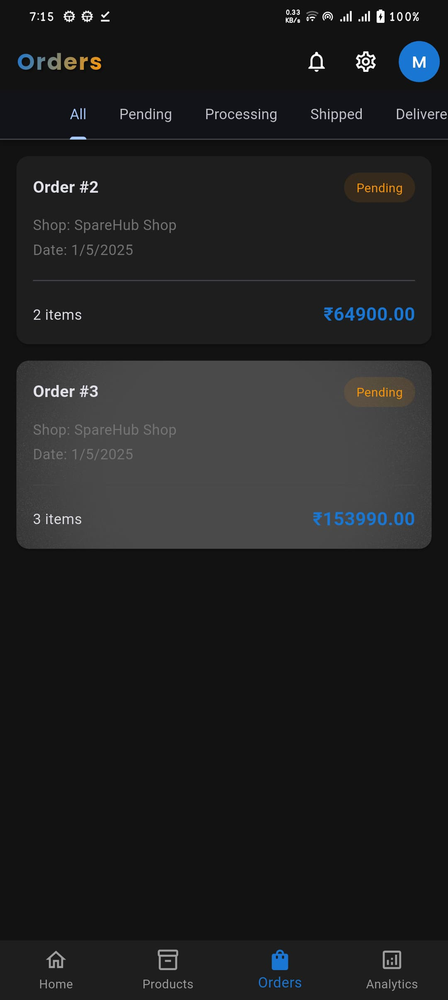 7:15
0.33
KB/s
100%
Orders
M
All Pending Processing Shipped Delivere
Order #2
Pending
Shop: SpareHub Shop
Date: 1/5/2025
2 items
₹64900.00
Order #3
Pending
Shop: SpareHub Shop
Date: 1/5/2025
3 items
₹153990.00
Home Products Orders Analytics